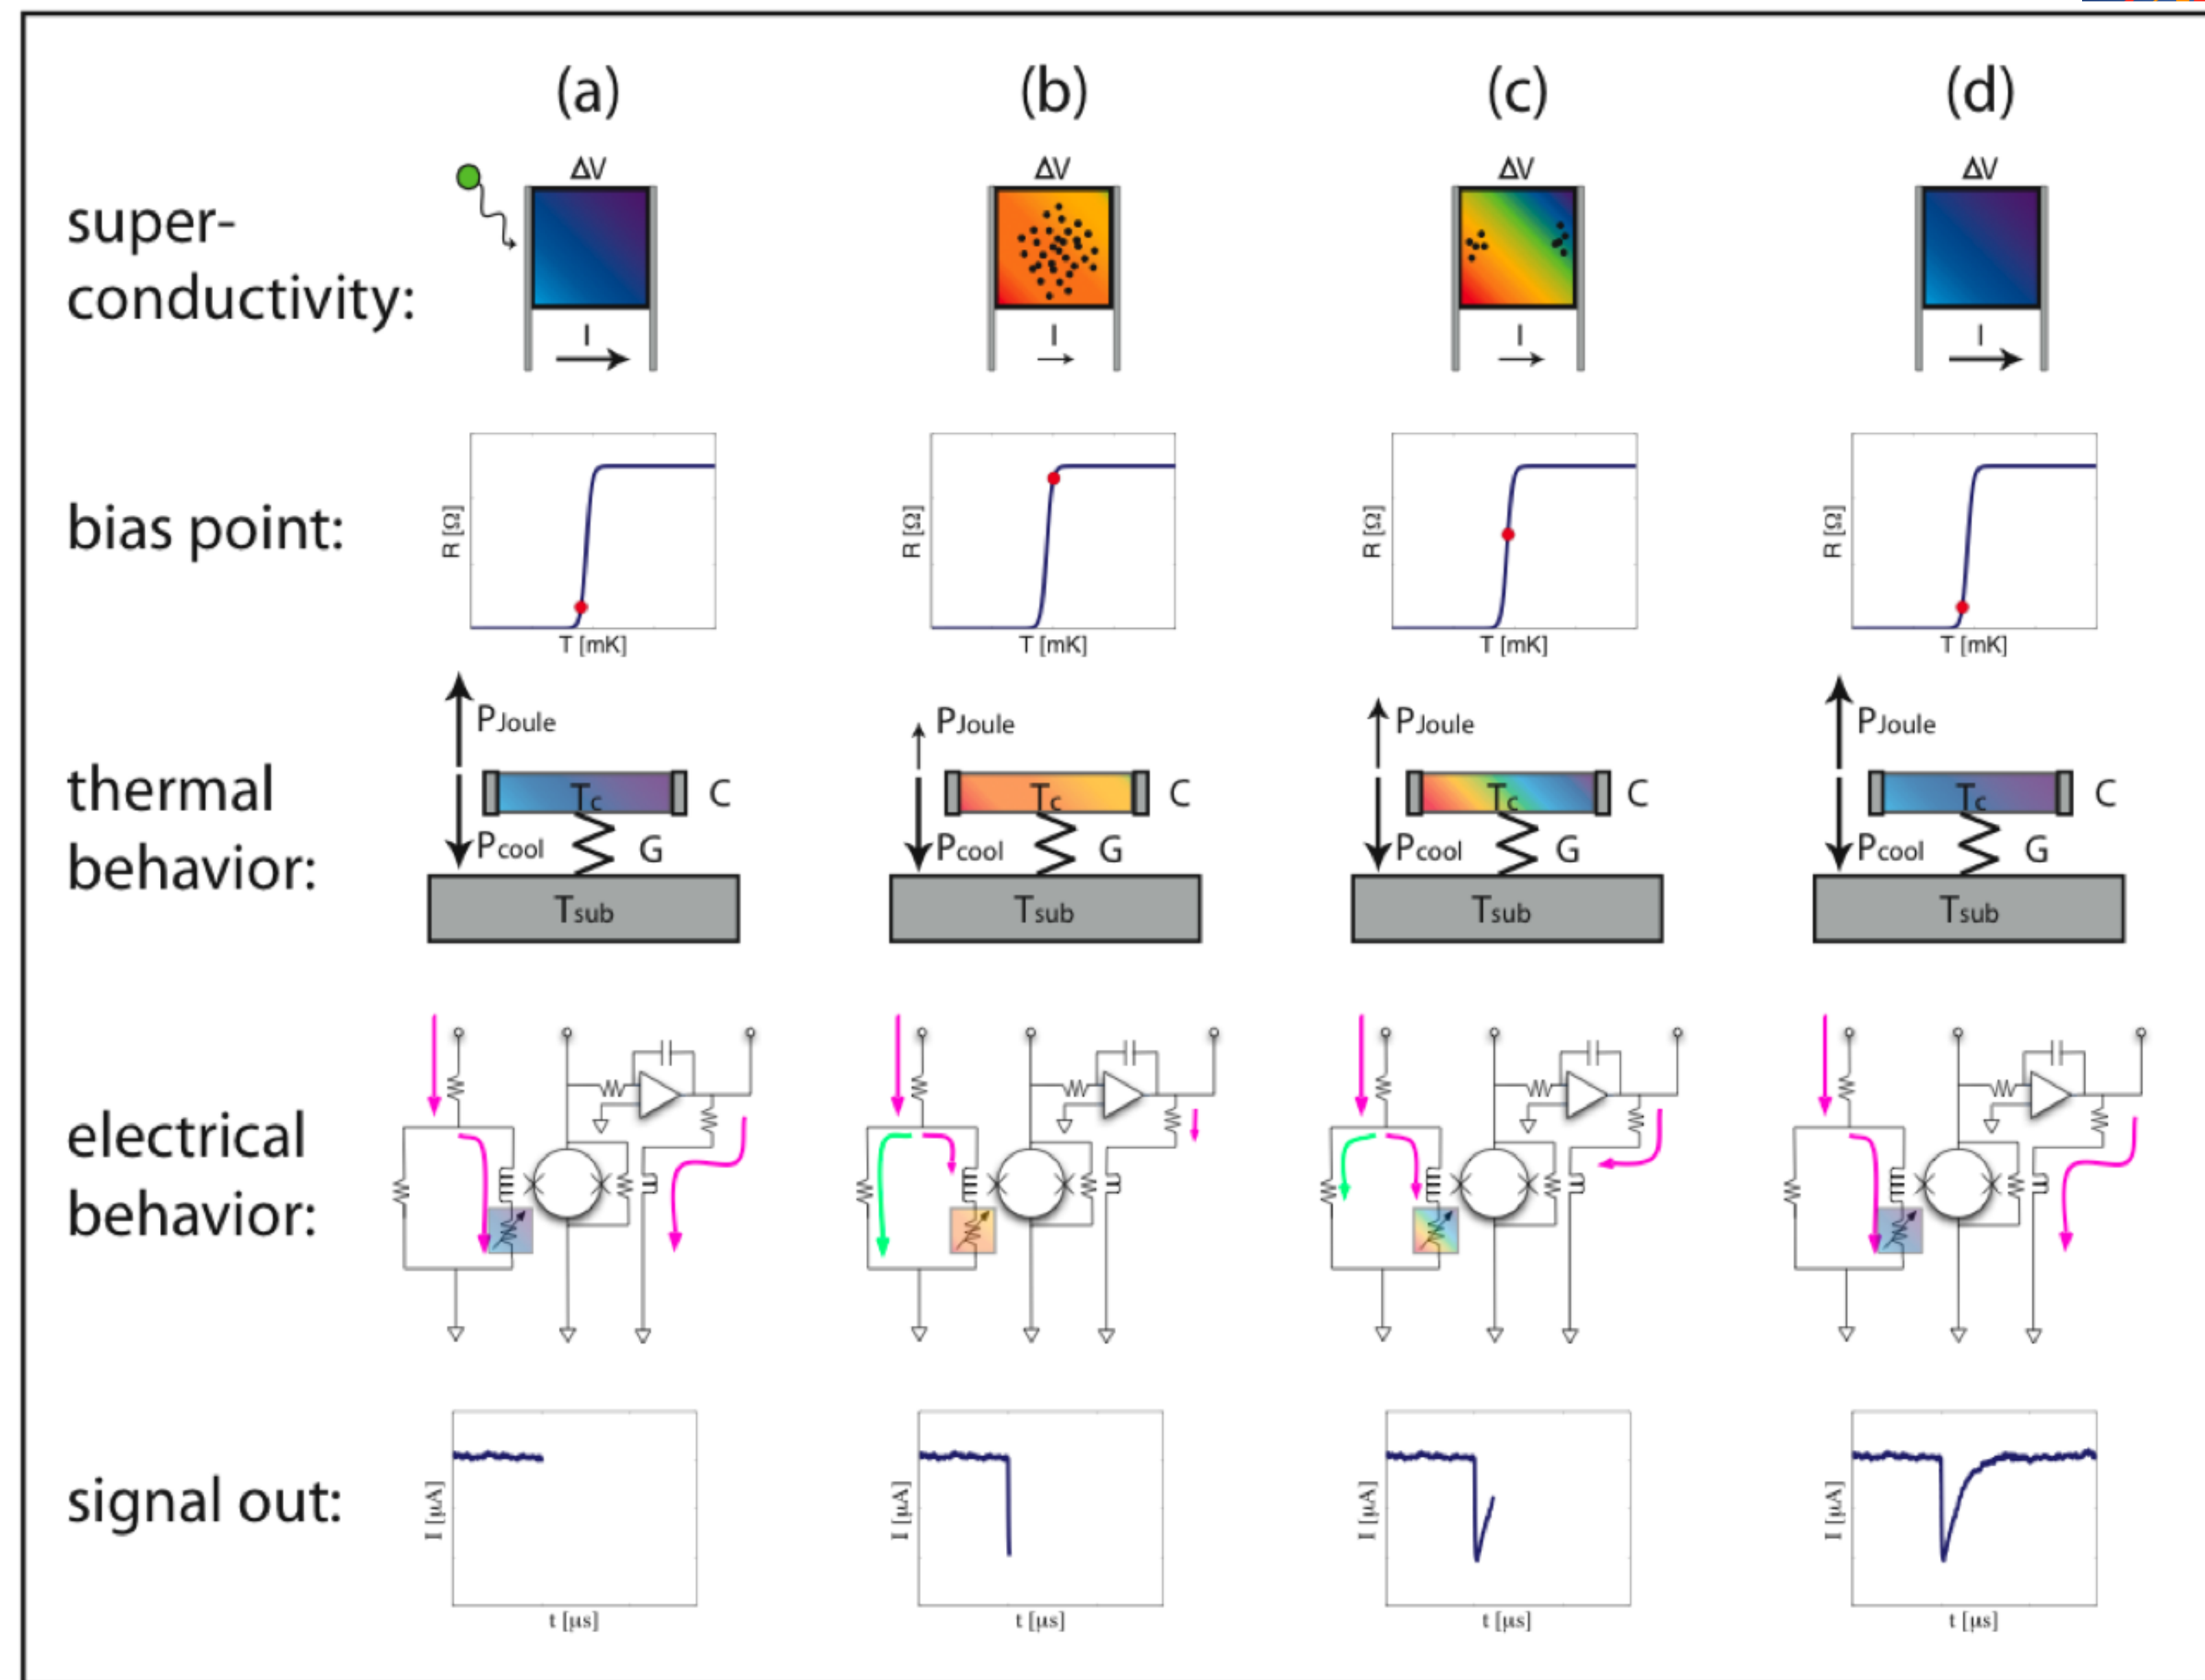 (a) (b) (c) (d)
ΔV ΔV ΔV ΔV
super-
conductivity:
I I I I
bias point:
R [Ω] R [Ω] R [Ω] R [Ω]
T [mK] T [mK] T [mK] T [mK]
thermal
behavior:
PJoule PJoule PJoule PJoule
Tc C Tc C Tc C Tc C
Pcool G Pcool G Pcool G Pcool G
Tsub Tsub Tsub Tsub
electrical
behavior:
signal out:
I [μA] I [μA] I [μA] I [μA]
t [μs] t [μs] t [μs] t [μs]